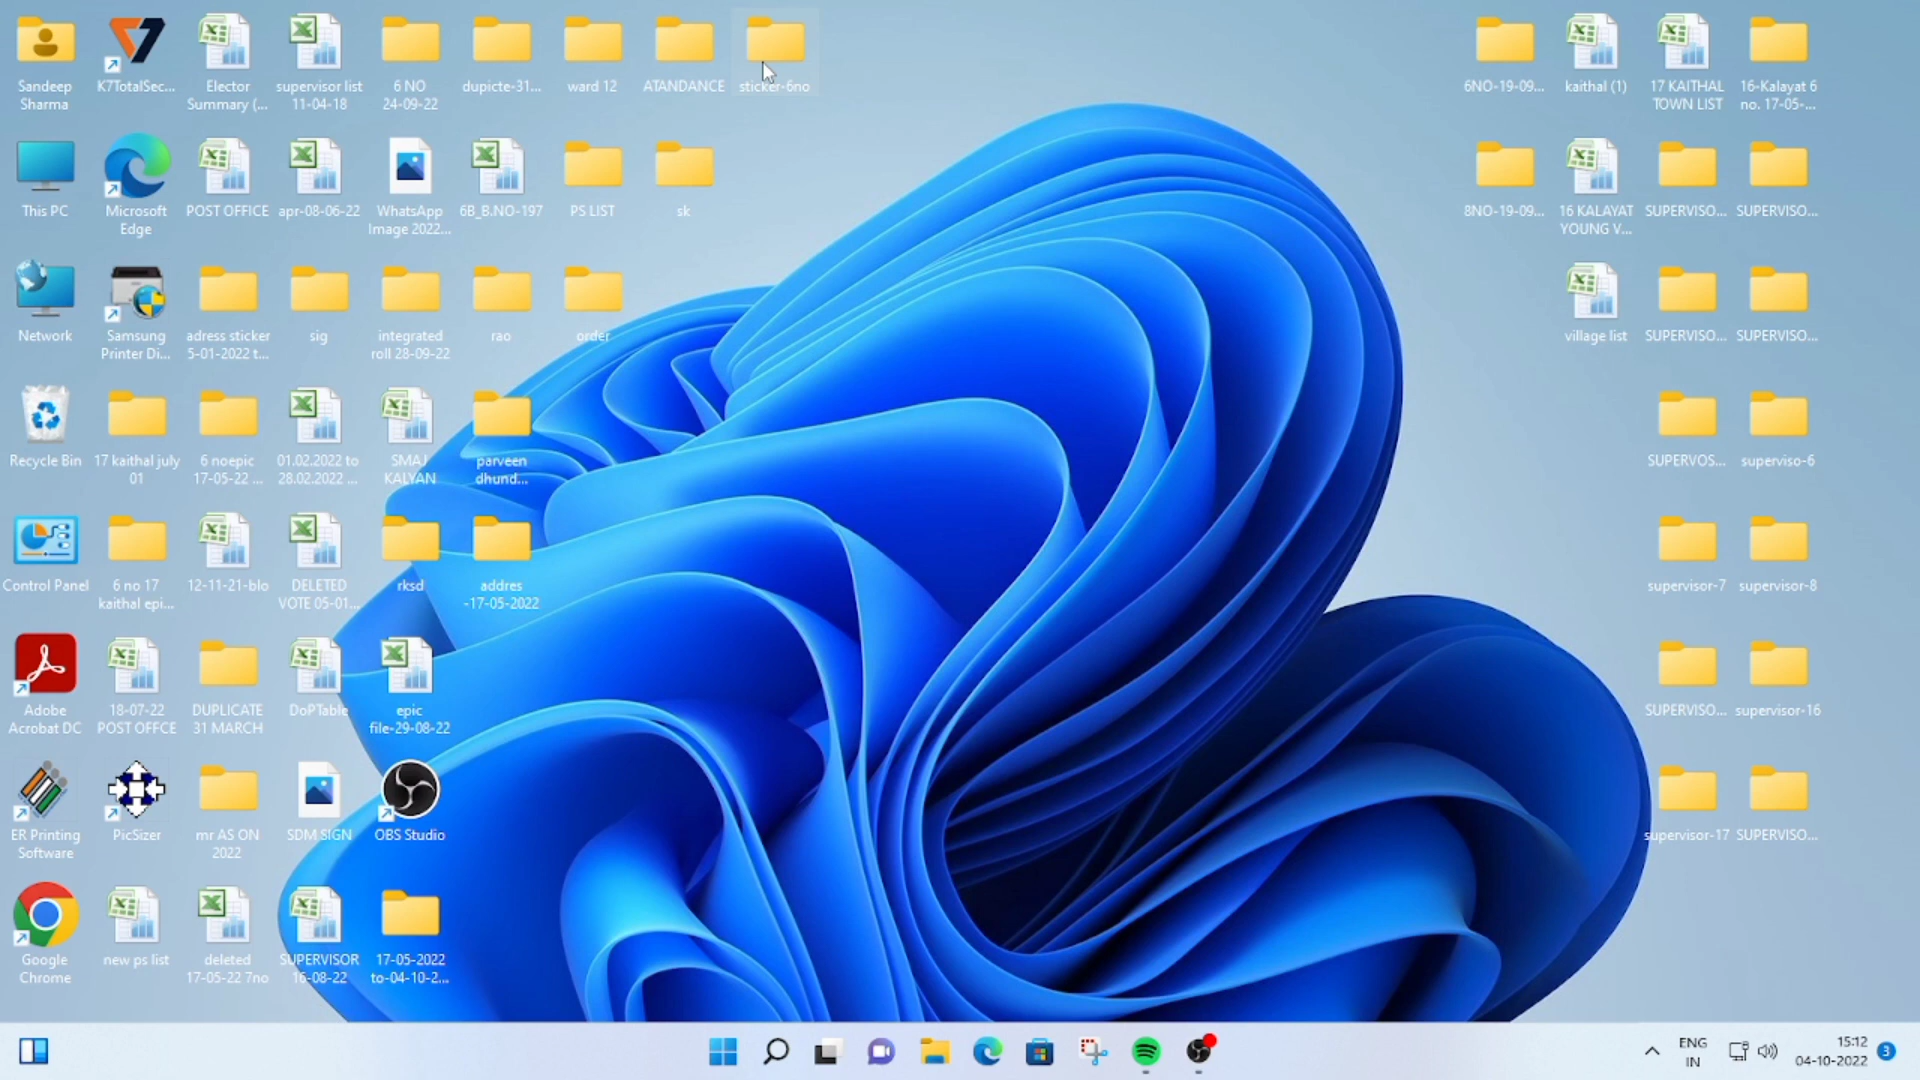 Sandeep
Sharma
K7TotalSec...
Elector
Summary (...
supervisor list
11-04-18
6 NO
24-09-22
dupicte-31...
ward 12
ATANDANCE
sticker-6no
6NO-19-09...
kaithal (1)
17 KAITHAL
TOWN LIST
16-Kalayat 6
no. 17-05-...
This PC
Microsoft
Edge
POST OFFICE
apr-08-06-22
WhatsApp
Image 2022...
6B_B.NO-197
PS LIST
sk
8NO-19-09...
16 KALAYAT
YOUNG V...
SUPERVISO...
SUPERVISO...
Network
Samsung
Printer Di...
adress sticker
5-01-2022 t...
sig
integrated
roll 28-09-22
rao
order
village list
SUPERVISO...
SUPERVISO...
Recycle Bin
17 kaithal july
01
6 noepic
17-05-22 ...
01.02.2022 to
28.02.2022 ...
SMAJ
KALYAN
parveen
dhund...
SUPERVOS...
superviso-6
Control Panel
6 no 17
kaithal epi...
12-11-21-blo
DELETED
VOTE 05-01...
rksd
addres
-17-05-2022
supervisor-7
supervisor-8
Adobe
Acrobat DC
18-07-22
POST OFFCE
DUPLICATE
31 MARCH
DoPTable
epic
file-29-08-22
SUPERVISO...
supervisor-16
ER Printing
Software
PicSizer
mr AS ON
2022
SDM SIGN
OBS Studio
supervisor-17
SUPERVISO...
Google
Chrome
new ps list
deleted
17-05-22 7no
SUPERVISOR
16-08-22
17-05-2022
to-04-10-2...
ENG
IN
15:12
04-10-2022
3